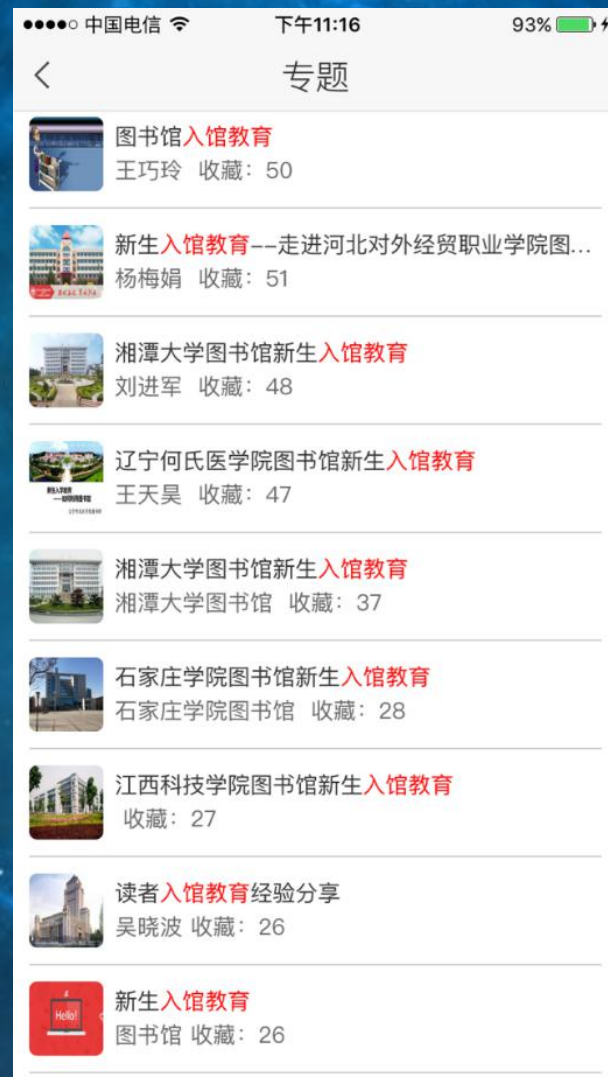 中国电信 下午11:16 93%
专题
图书馆入馆教育
王巧玲 收藏：50
新生入馆教育--走进河北对外经贸职业学院图...
杨梅娟 收藏：51
湘潭大学图书馆新生入馆教育
刘进军 收藏：48
辽宁何氏医学院图书馆新生入馆教育
王天昊 收藏：47
湘潭大学图书馆新生入馆教育
湘潭大学图书馆 收藏：37
石家庄学院图书馆新生入馆教育
石家庄学院图书馆 收藏：28
江西科技学院图书馆新生入馆教育
收藏：27
读者入馆教育经验分享
吴晓波 收藏：26
新生入馆教育
Hello!
图书馆 收藏：26